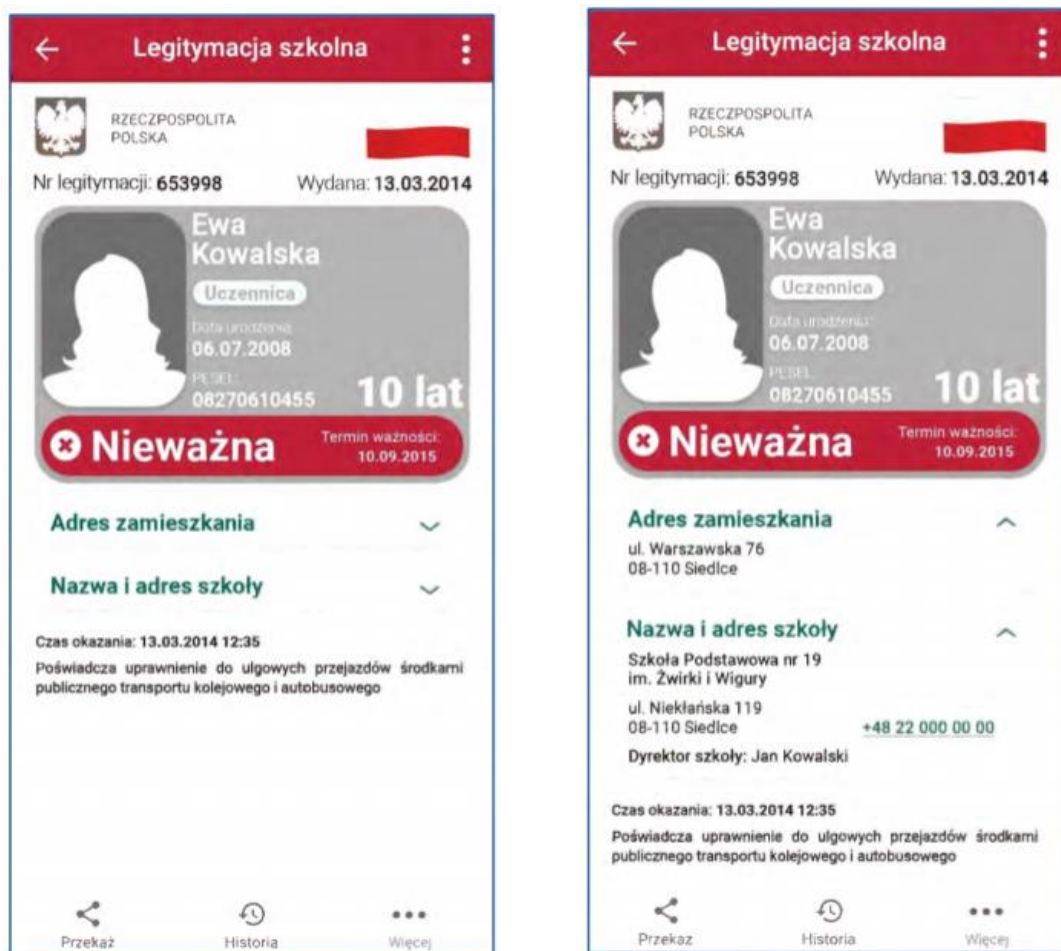 Legitymacja szkolna
RZECZPOSPOLITA
POLSKA
Nr legitymacji: 653998 Wydana: 13.03.2014
Ewa
Kowalska
Uczennica
Data urodzenia:
06.07.2008
PESEL:
08270610455
10 lat
Nieważna
Termin ważności:
10.09.2015
Adres zamieszkania
Nazwa i adres szkoły
Czas okazania: 13.03.2014 12:35
Poświadcza uprawnienie do ulgowych przejazdów środkami
publicznego transportu kolejowego i autobusowego
Przekaż Historia Więcej
Legitymacja szkolna
RZECZPOSPOLITA
POLSKA
Nr legitymacji: 653998 Wydana: 13.03.2014
Ewa
Kowalska
Uczennica
Data urodzenia:
06.07.2008
PESEL:
08270610455
10 lat
Nieważna
Termin ważności:
10.09.2015
Adres zamieszkania
ul. Warszawska 76
08-110 Siedlce
Nazwa i adres szkoły
Szkoła Podstawowa nr 19
im. Żwirki i Wigury
ul. Niekłańska 119
08-110 Siedlce +48 22 000 00 00
Dyrektor szkoły: Jan Kowalski
Czas okazania: 13.03.2014 12:35
Poświadcza uprawnienie do ulgowych przejazdów środkami
publicznego transportu kolejowego i autobusowego
Przekaz Historia Więcej